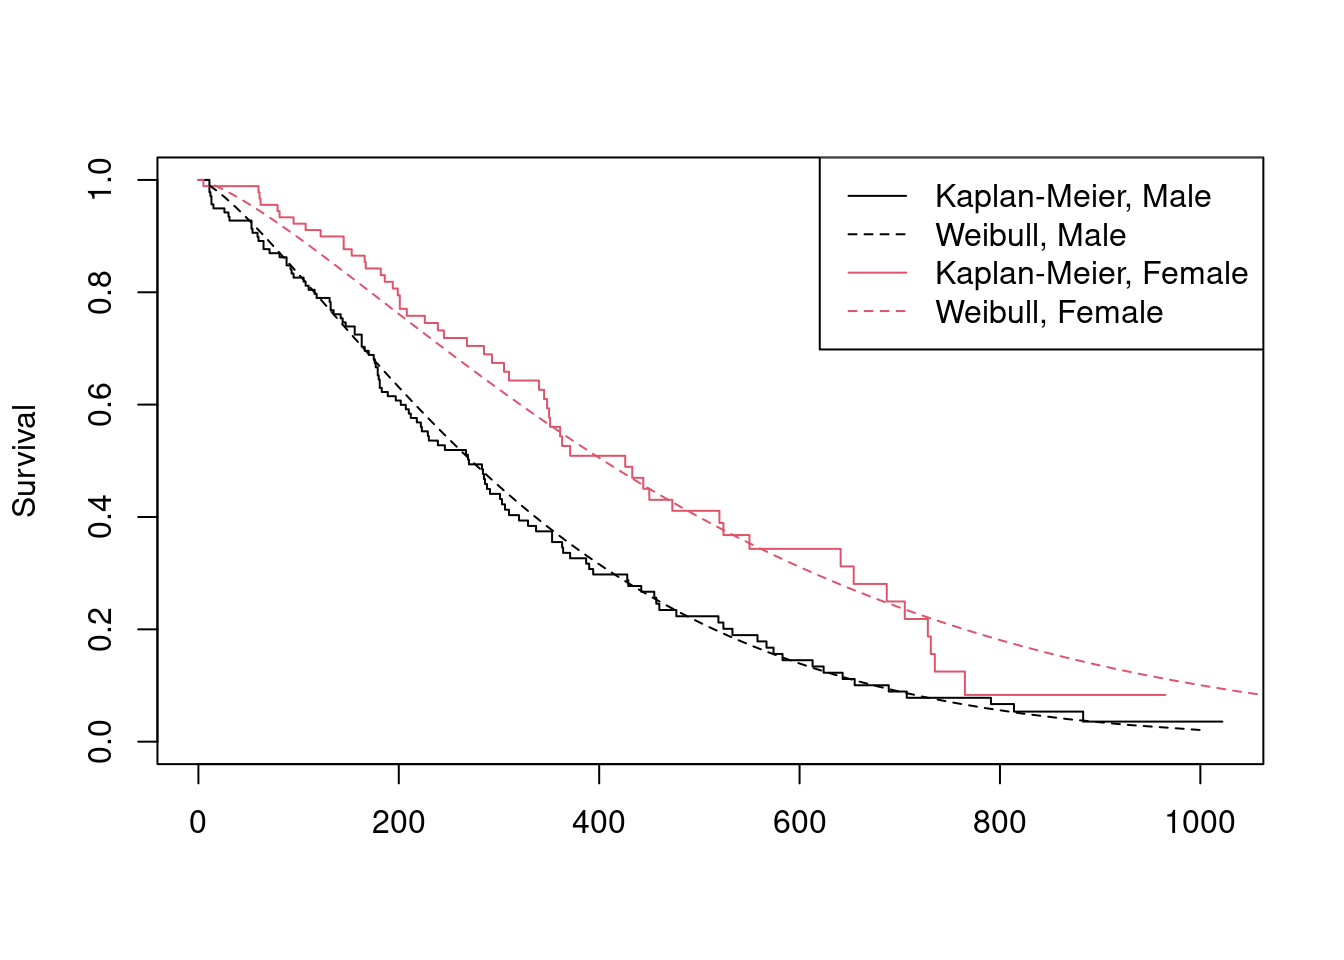 Kaplan-Meier, Male
Weibull, Male
Kaplan-Meier, Female
Weibull, Female
Survival
1.0
0.8
0.6
0.4
0.2
0.0
0 200 400 600 800 1000